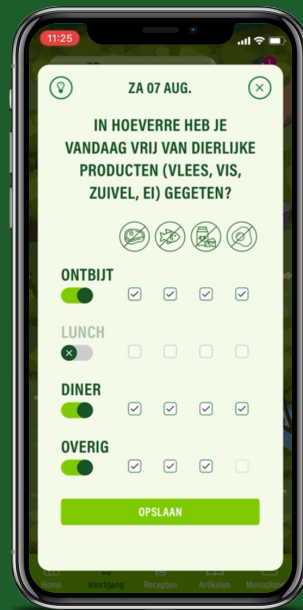 11:25
ZA 07 AUG.
IN HOEVERRE HEB JE
VANDAAG VRIJ VAN DIERLIJKE
PRODUCTEN (VLEES, VIS,
ZUIVEL, EI) GEGETEN?
ONTBIJT
LUNCH
DINER
OVERIG
OPSLAAN
Home Voortgang Recepten Artikelen Menuplann